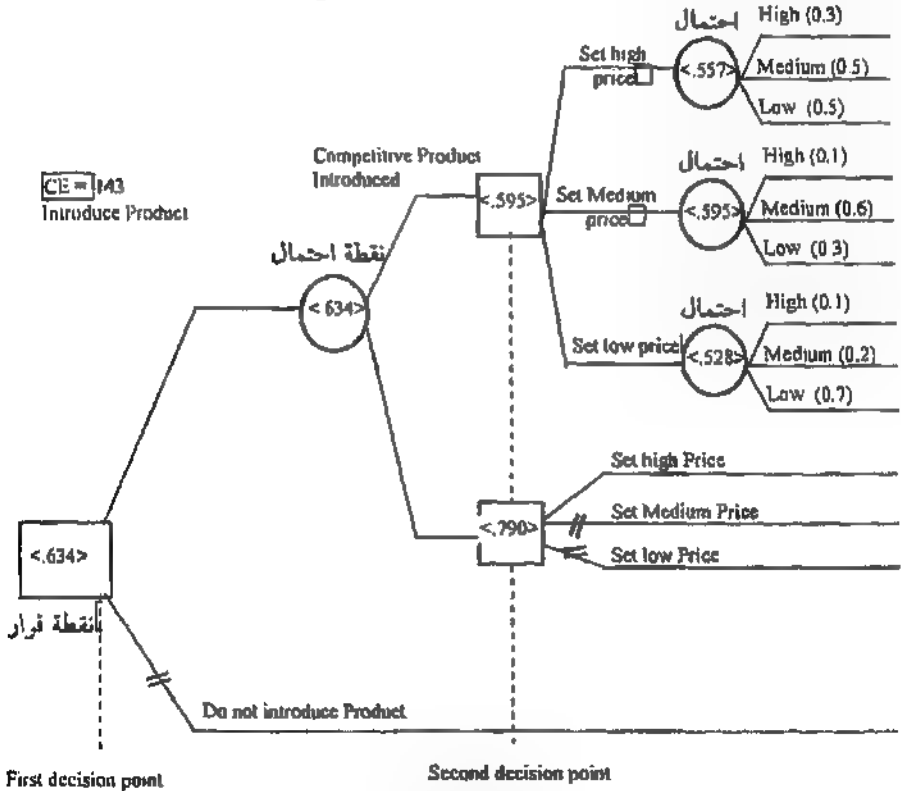 احتمال
High (0.3)
Set high
price
<.557>
Medium (0.5)
Low (0.5)
Competitive Product
Introduced
احتمال
High (0.1)
CE = 143
Introduce Product
<.595>
Set Medium
price
<.595>
Medium (0.6)
Low (0.3)
نقطة احتمال
<.634>
احتمال
High (0.1)
Set low price
<.528>
Medium (0.2)
Low (0.7)
Set high Price
<.790>
Set Medium Price
Set low Price
<.634>
نقطة قرار
Do not introduce Product
First decision point
Second decision point